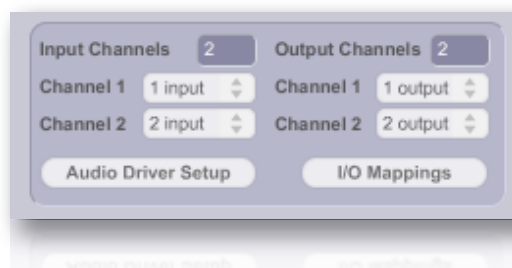 Input Channels 2 Output Channels 2
Channel 1 1 input Channel 1 1 output
Channel 2 2 input Channel 2 2 output
Audio Driver Setup I/O Mappings